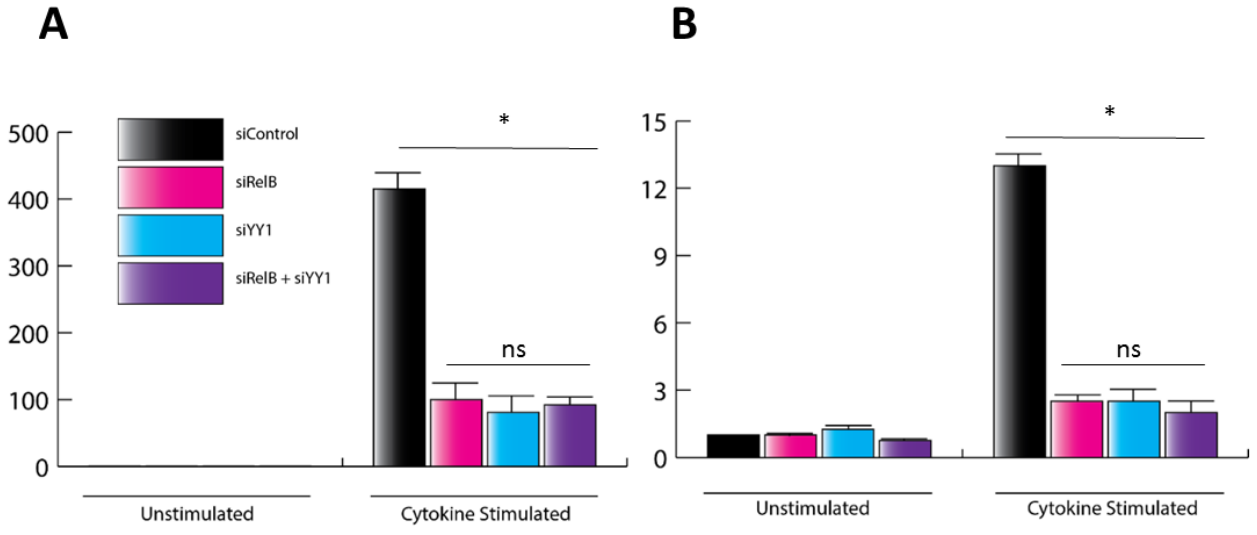 A
500
400
300
200
100
0
siControl
siRelB
siYY1
siRelB + siYY1
*
ns
Unstimulated
Cytokine Stimulated
B
15
12
9
6
3
0
*
ns
Unstimulated
Cytokine Stimulated